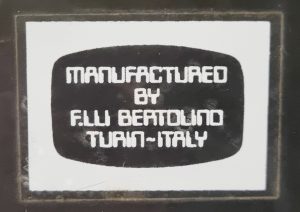 MANUFACTURED
BY
F.LLI BERTOLINO
TURIN-ITALY